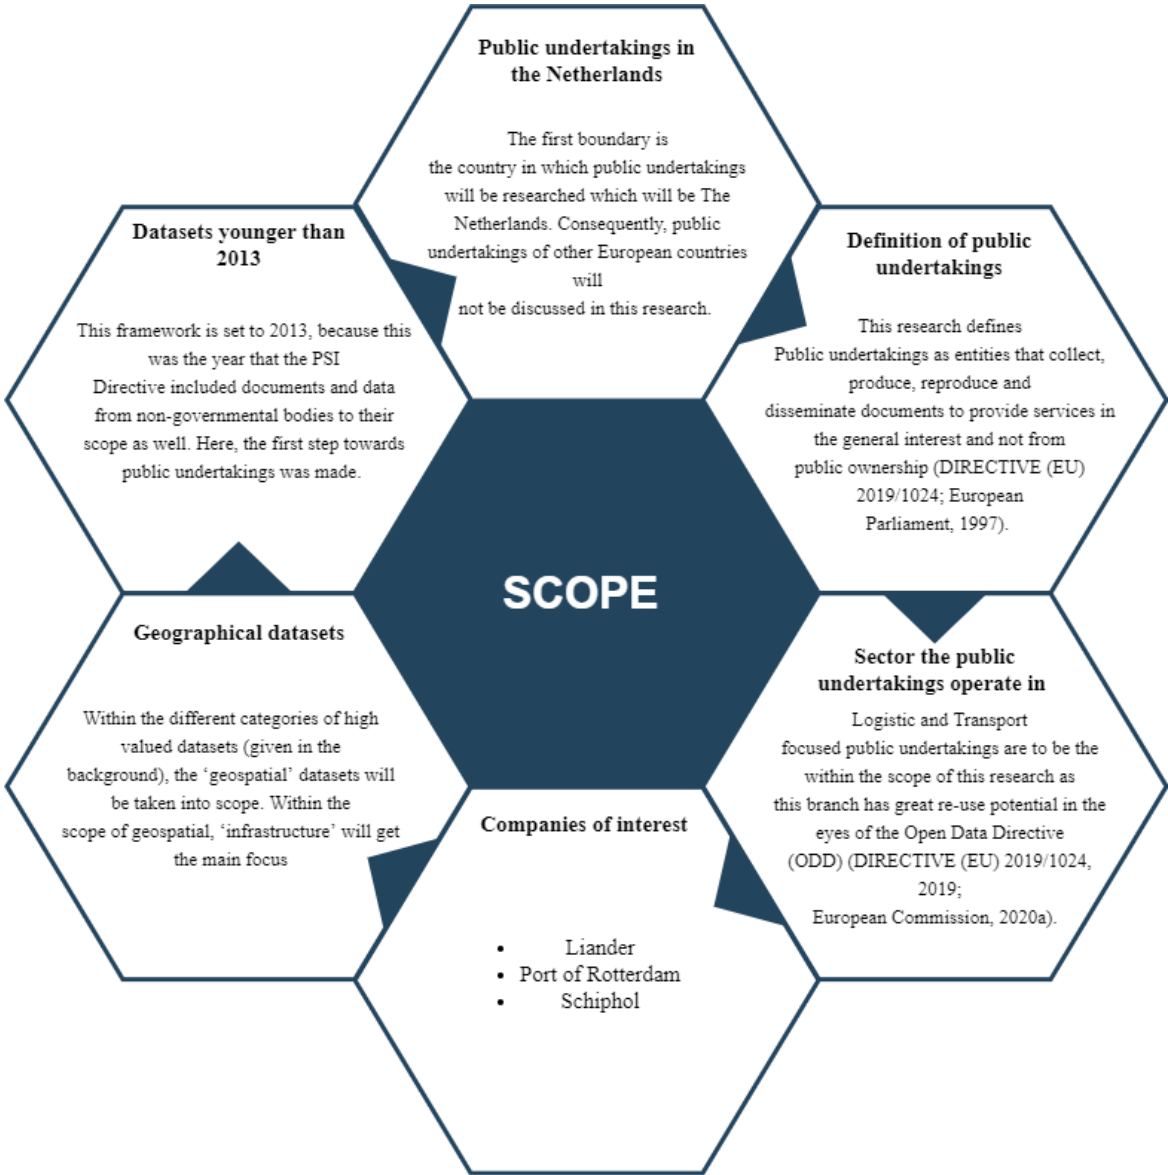 Public undertakings in
the Netherlands
The first boundary is
the country in which public undertakings
will be researched which will be The
Netherlands. Consequently, public
undertakings of other European countries
will
not be discussed in this research.
Definition of public
undertakings
This research defines
Public undertakings as entities that collect,
produce, reproduce and
disseminate documents to provide services in
the general interest and not from
public ownership (DIRECTIVE (EU)
2019/1024; European
Parliament, 1997).
Sector the public
undertakings operate in
Logistic and Transport
focused public undertakings are to be the
within the scope of this research as
this branch has great re-use potential in the
eyes of the Open Data Directive
(ODD) (DIRECTIVE (EU) 2019/1024,
2019;
European Commission, 2020a).
Companies of interest
• Liander
• Port of Rotterdam
• Schiphol
Geographical datasets
Within the different categories of high
valued datasets (given in the
background), the ‘geospatial’ datasets will
be taken into scope. Within the
scope of geospatial, ‘infrastructure’ will get
the main focus
Datasets younger than
2013
This framework is set to 2013, because this
was the year that the PSI
Directive included documents and data
from non-governmental bodies to their
scope as well. Here, the first step towards
public undertakings was made.
SCOPE